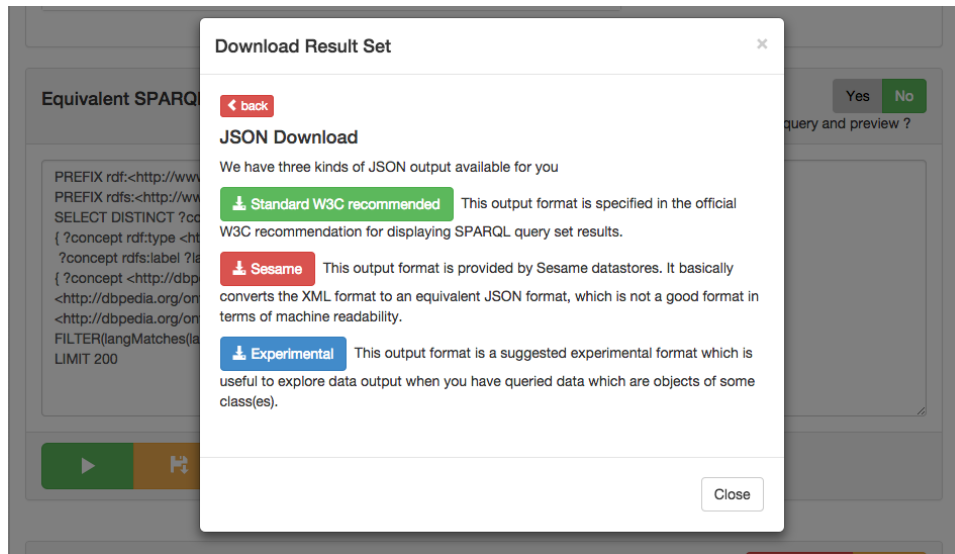 Download Result Set
×
Equivalent SPARQ
Yes No
query and preview ?
back
JSON Download
We have three kinds of JSON output available for you
Standard W3C recommended This output format is specified in the official
W3C recommendation for displaying SPARQL query set results.
Sesame This output format is provided by Sesame datastores. It basically
converts the XML format to an equivalent JSON format, which is not a good format in
terms of machine readability.
Experimental This output format is a suggested experimental format which is
useful to explore data output when you have queried data which are objects of some
class(es).
Close
PREFIX rdf:<http://www
PREFIX rdfs:<http://ww
SELECT DISTINCT ?co
{ ?concept rdf:type <ht
?concept rdfs:label ?la
{ ?concept <http://dbp
<http://dbpedia.org/on
<http://dbpedia.org/on
FILTER(langMatches(la
LIMIT 200